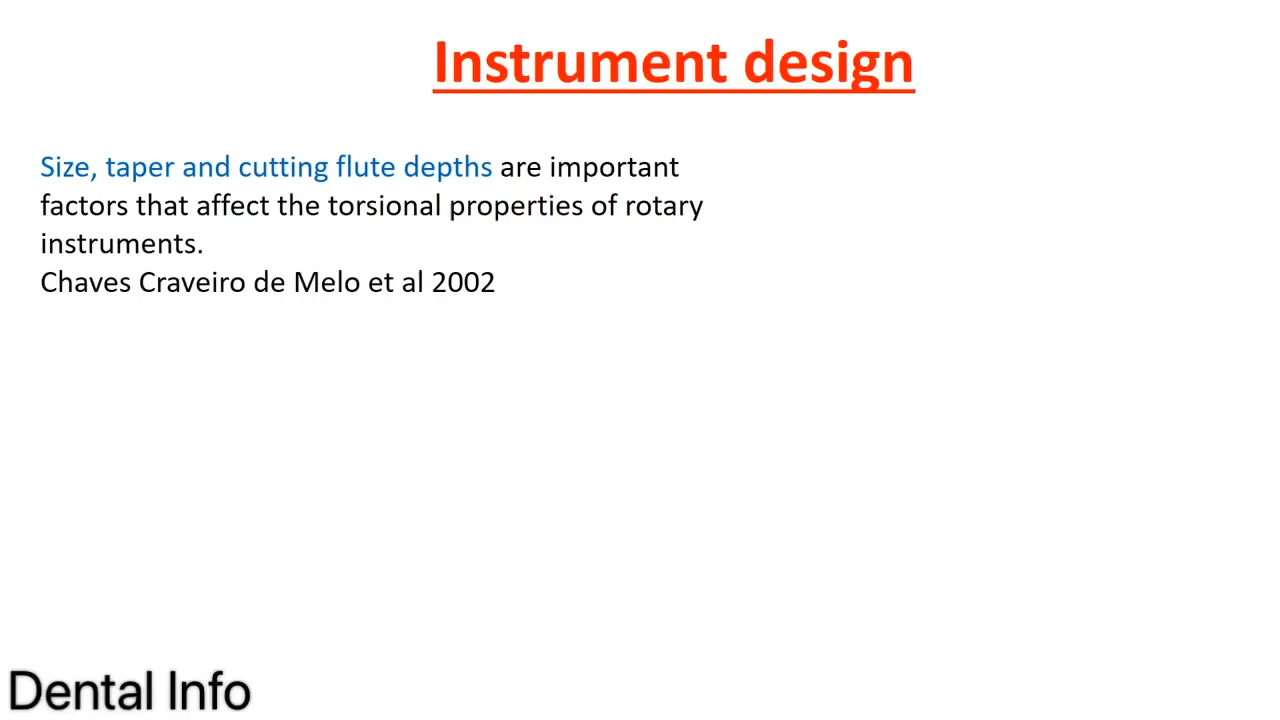 Instrument design
Size, taper and cutting flute depths are important
factors that affect the torsional properties of rotary
instruments.
Chaves Craveiro de Melo et al 2002
Dental Info